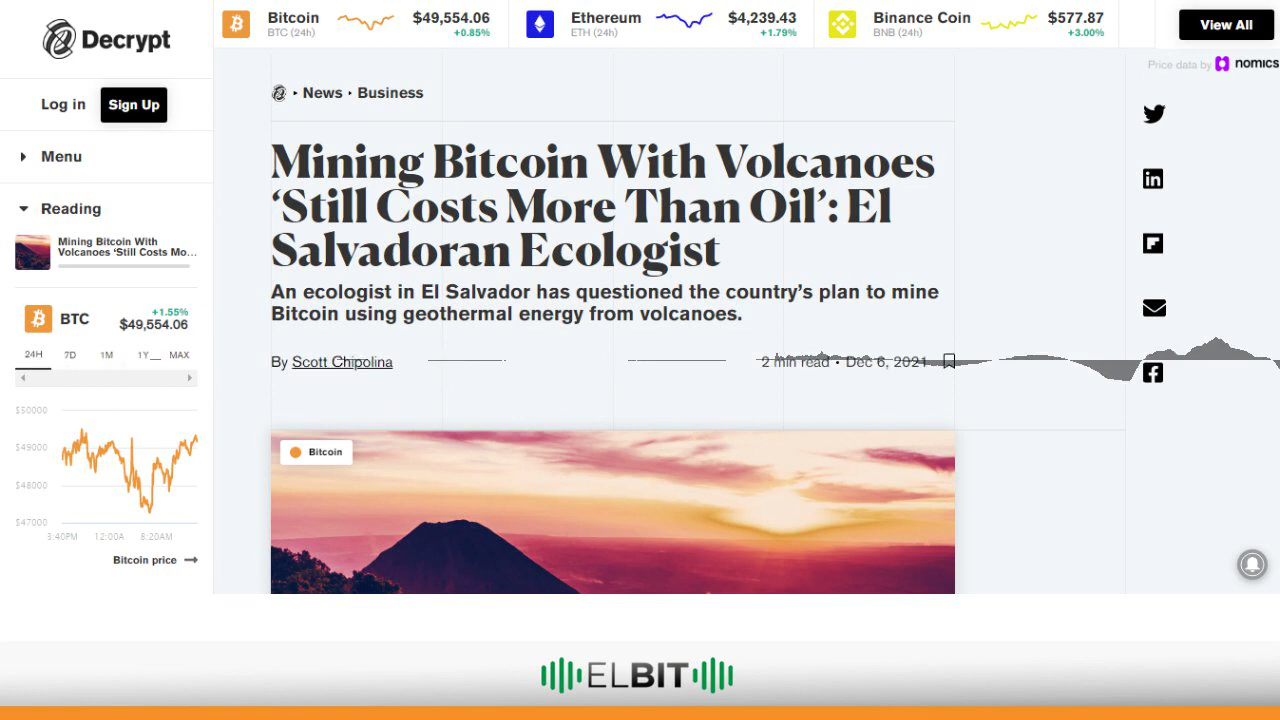 Decrypt
Log in
Sign Up
Menu
Reading
Mining Bitcoin With
Volcanoes ‘Still Costs Mo...
BTC
+1.55%
$49,554.06
24H 7D 1M 1Y MAX
$50000
$49000
$48000
$47000
3:40PM 12:00A 8:20AM
Bitcoin price
Bitcoin $49,554.06
BTC (24h) +0.85%
Ethereum $4,239.43
ETH (24h) +1.79%
Binance Coin $577.87
BNB (24h) +3.00%
View All
Price data by nomics
News Business
Mining Bitcoin With Volcanoes
‘Still Costs More Than Oil’: El
Salvadoran Ecologist
An ecologist in El Salvador has questioned the country’s plan to mine
Bitcoin using geothermal energy from volcanoes.
By Scott Chipolina
2 min read • Dec 6, 2021
Bitcoin
ELBIT